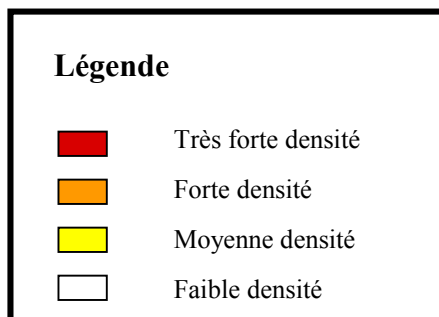 Légende
Très forte densité
Forte densité
Moyenne densité
Faible densité